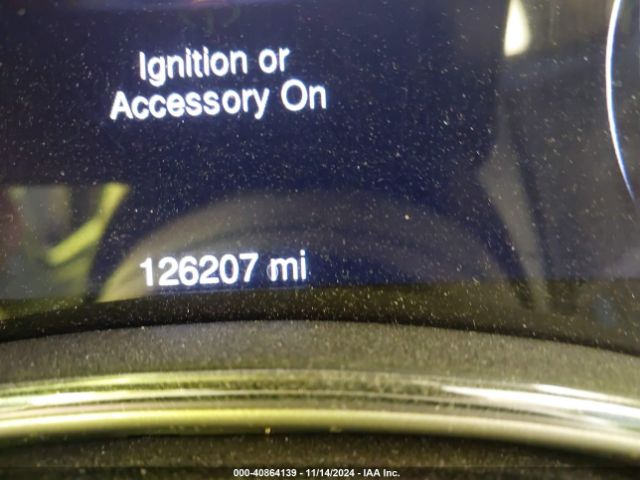 Ignition or
Accessory On
126207 mi
000-40864139 - 11/14/2024 - IAA Inc.